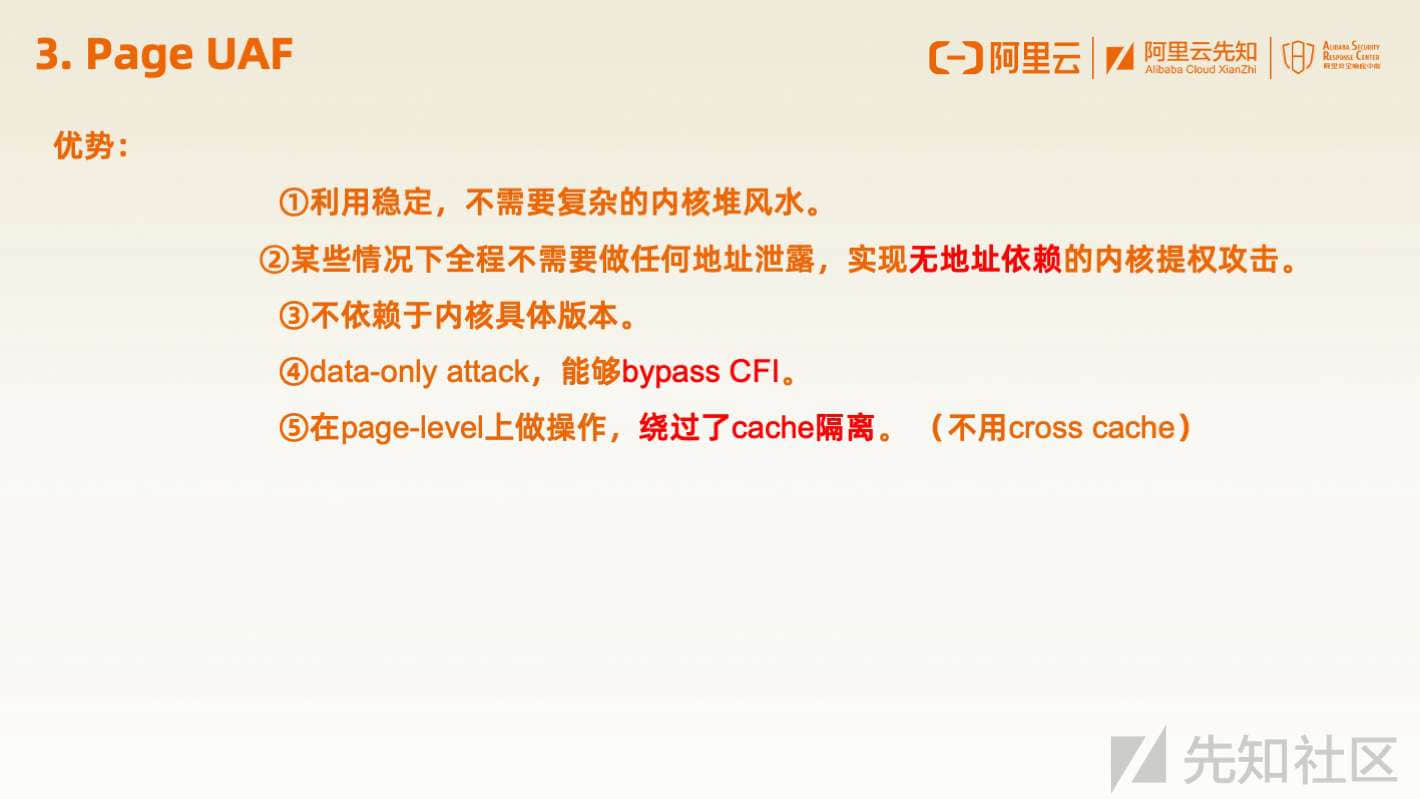 3. Page UAF
阿里云
阿里云先知
Alibaba Cloud XianZhi
ALIBABA SECURITY
RESPONSE CENTER
阿里安全响应中心
优势：
①利用稳定，不需要复杂的内核堆风水。
②某些情况下全程不需要做任何地址泄露，实现无地址依赖的内核提权攻击。
③不依赖于内核具体版本。
④data-only attack，能够bypass CFI。
⑤在page-level上做操作，绕过了cache隔离。（不用cross cache）
先知社区